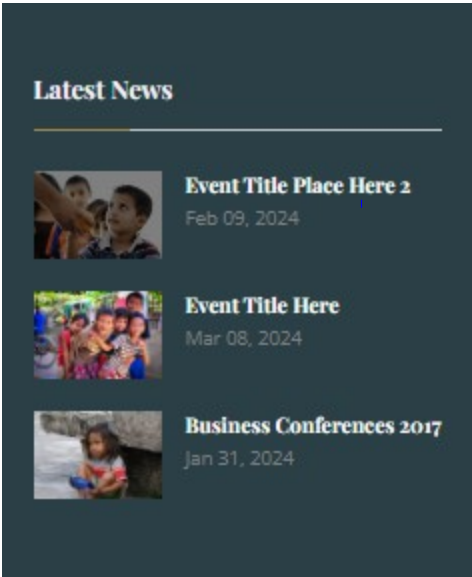 Latest News
Event Title Place Here 2
Feb 09, 2024
Event Title Here
Mar 08, 2024
Business Conferences 2017
Jan 31, 2024